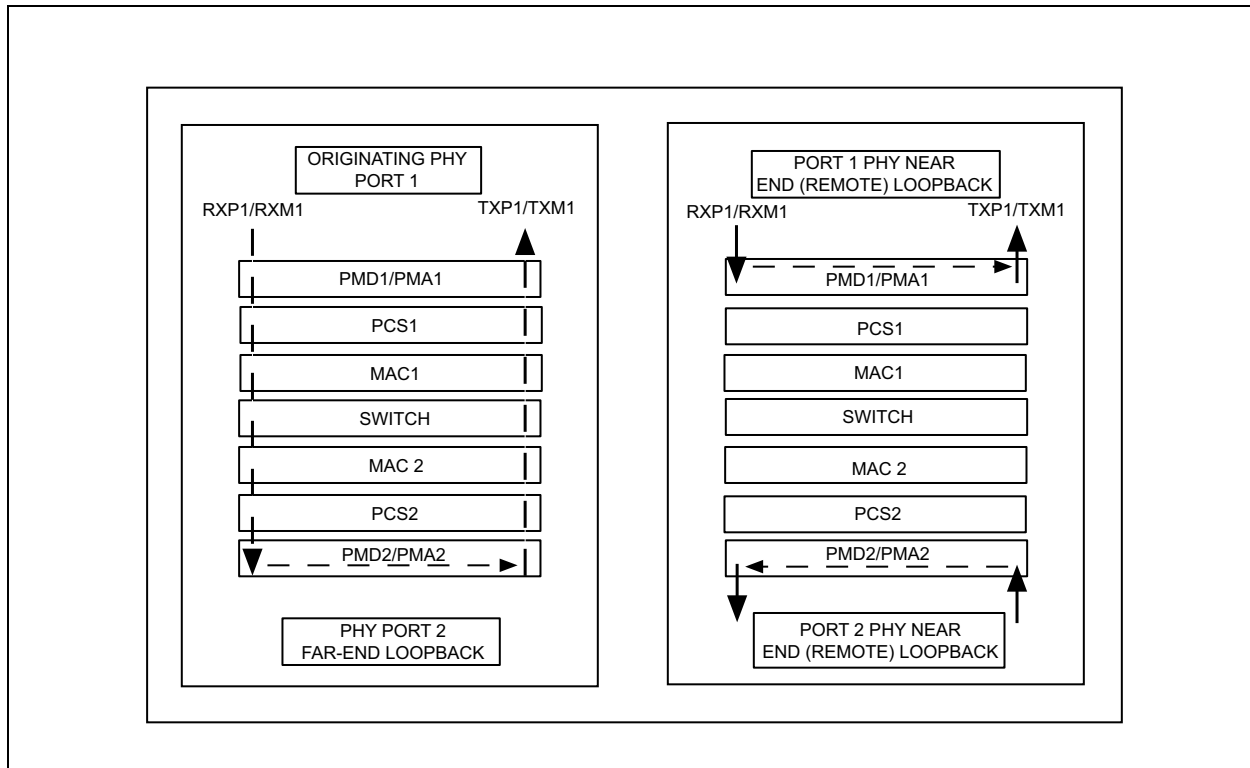 ORIGINATING PHY
PORT 1
RXP1/RXM1
TXP1/TXM1
PMD1/PMA1
PCS1
MAC1
SWITCH
MAC 2
PCS2
PMD2/PMA2
PHY PORT 2
FAR-END LOOPBACK
PORT 1 PHY NEAR
END (REMOTE) LOOPBACK
RXP1/RXM1
TXP1/TXM1
PMD1/PMA1
PCS1
MAC1
SWITCH
MAC 2
PCS2
PMD2/PMA2
PORT 2 PHY NEAR
END (REMOTE) LOOPBACK